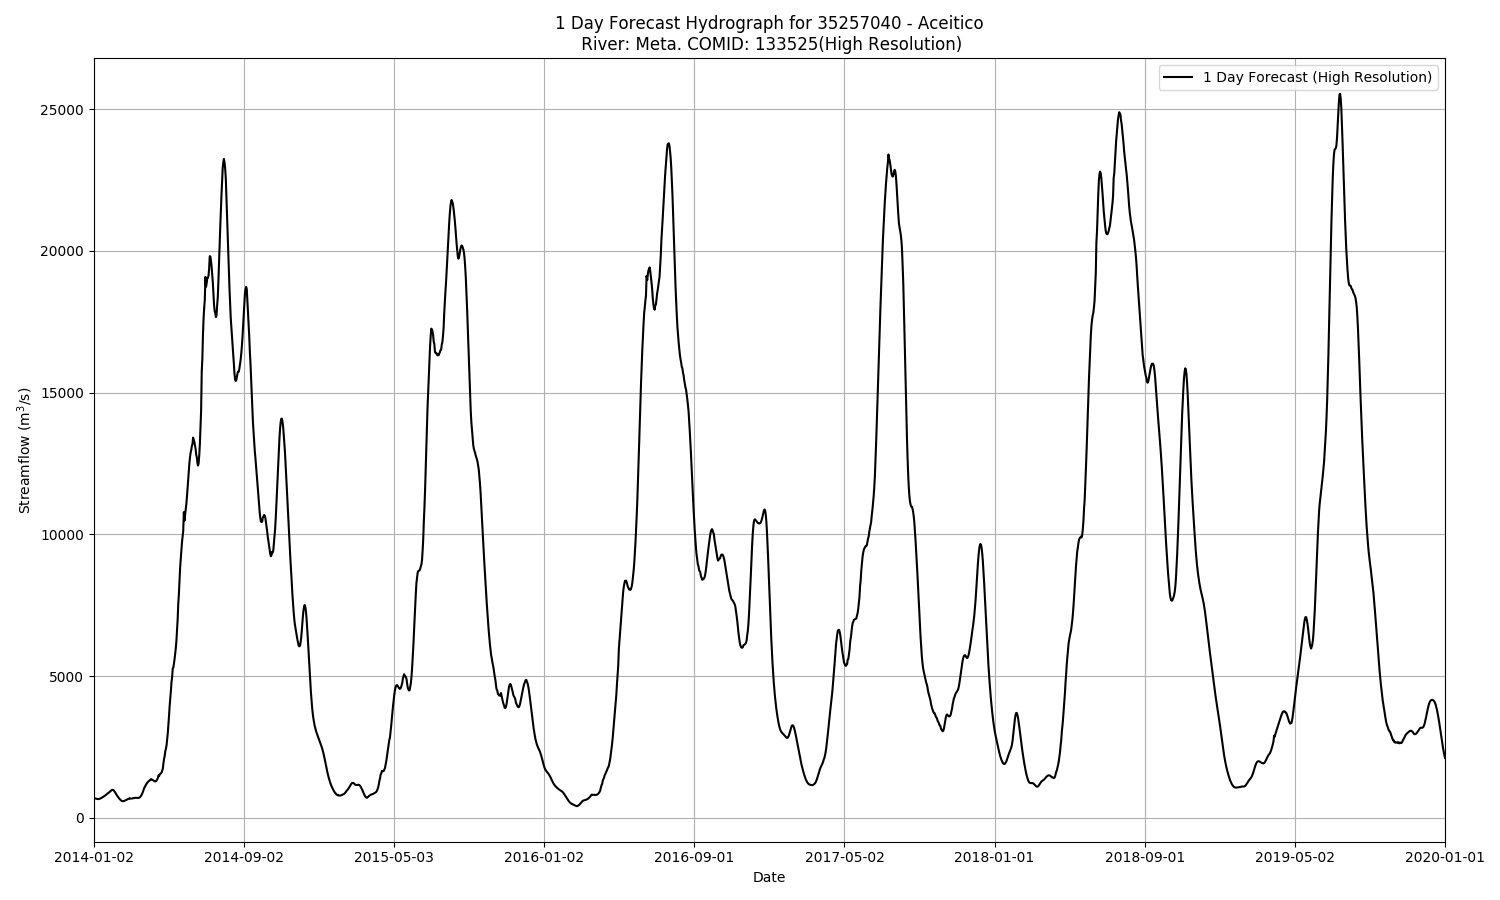 1 Day Forecast Hydrograph for 35257040 - Aceitico
River: Meta. COMID: 133525(High Resolution)
1 Day Forecast (High Resolution)
Streamflow (m³/s)
25000
20000
15000
10000
5000
0
2014-01-02 2014-09-02 2015-05-03 2016-01-02 2016-09-01 2017-05-02 2018-01-01 2018-09-01 2019-05-02 2020-01-01
Date